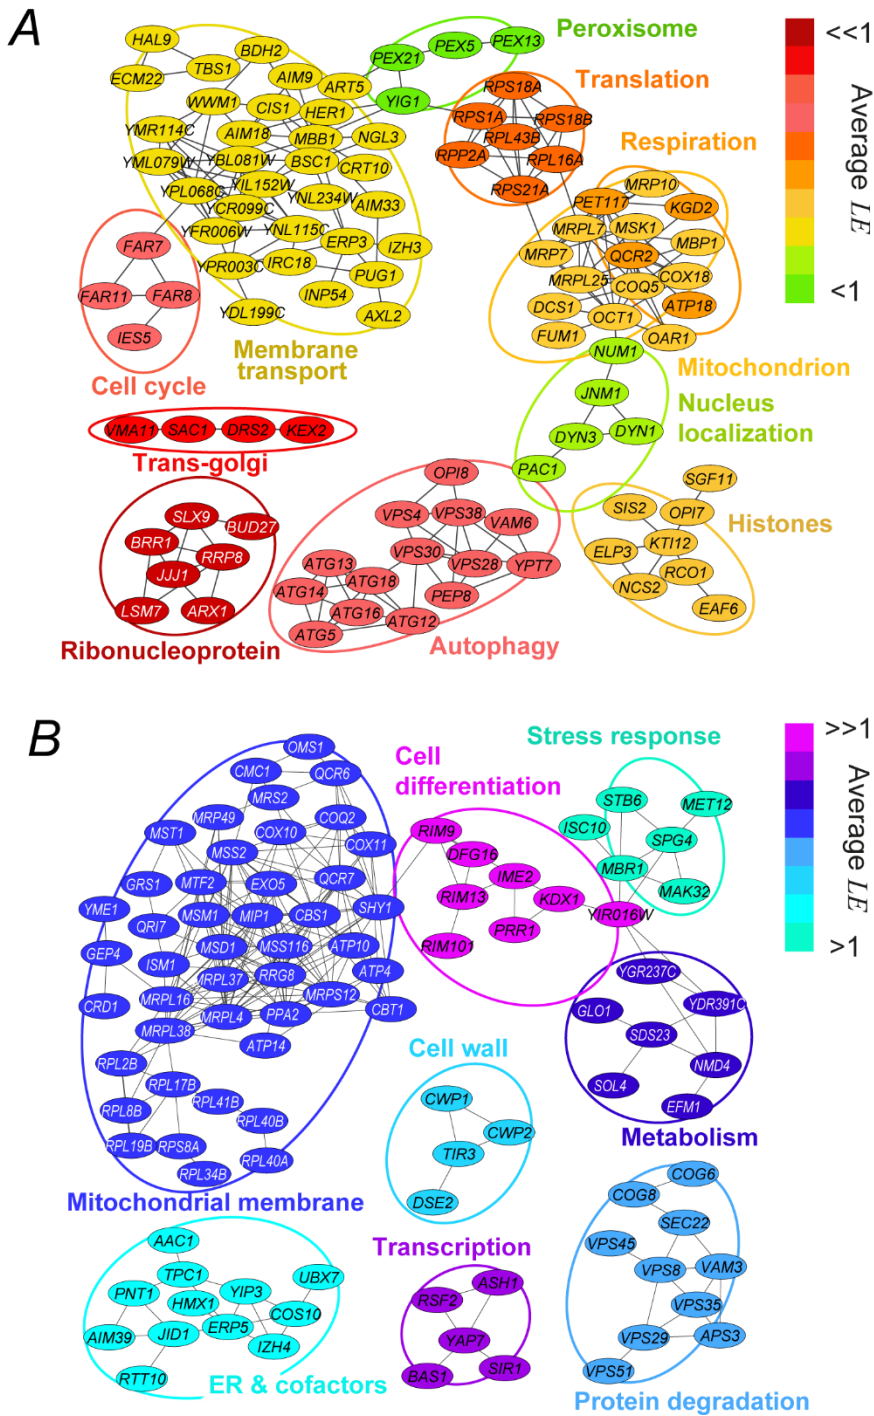 A
HAL9
BDH2
ECM22
TBS1
AIM9
ART5
WWM1
CIS1
HER1
YMR114C
AIM18
MBB1
NGL3
YML079W
YBL081W
BSC1
CRT10
YPL068C
YIL152W
YNL234W
AIM33
YCR099C
YFR006W
YNL115C
ERP3
IZH3
YPR003C
IRC18
PUG1
INP54
AXL2
YDL199C
Membrane
transport
PEX21
PEX5
PEX13
YIG1
Peroxisome
Translation
RPS18A
RPS1A
RPS18B
RPL43B
RPP2A
RPL16A
RPS21A
Respiration
MRP10
PET117
KGD2
MRPL7
MSK1
MBP1
MRP7
QCR2
COX18
MRPL25
COQ5
ATP18
DCS1
OCT1
FUM1
OAR1
Mitochondrion
<<1
Average LE
<1
FAR7
FAR11
FAR8
IES5
Cell cycle
NUM1
JNM1
DYN3
DYN1
PAC1
Nucleus
localization
VMA11
SAC1
DRS2
KEX2
Trans-golgi
SLX9
BUD27
BRR1
RRP8
JJJ1
LSM7
ARX1
Ribonucleoprotein
OPI8
VPS4
VPS38
VAM6
VPS30
VPS28
YPT7
ATG13
ATG18
PEP8
ATG14
ATG16
ATG12
ATG5
Autophagy
SGF11
SIS2
OPI7
ELP3
KTI12
RCO1
NCS2
EAF6
Histones
B
OMS1
CMC1
QCR6
MRS2
MRP49
COQ2
MST1
COX10
COX11
MSS2
GRS1
MTF2
EXO5
QCR7
YME1
MSM1
MIP1
CBS1
SHY1
QRI7
MSD1
MSS116
ATP10
GEP4
ISM1
MRPL37
RRG8
ATP4
CRD1
MRPL16
MRPS12
CBT1
MRPL4
PPA2
MRPL38
ATP14
RPL2B
RPL17B
RPL8B
RPL41B
RPL40B
RPL19B
RPS8A
RPL34B
RPL40A
Mitochondrial membrane
Cell
differentiation
RIM9
DFG16
IME2
RIM13
KDX1
RIM101
PRR1
YIR016W
Stress response
STB6
MET12
ISC10
SPG4
MBR1
MAK32
>>1
Average LE
>1
YGR237C
GLO1
YDR391C
SDS23
SOL4
NMD4
EFM1
Metabolism
Cell wall
CWP1
CWP2
TIR3
DSE2
AAC1
TPC1
UBX7
PNT1
YIP3
HMX1
COS10
AIM39
JID1
ERP5
IZH4
RTT10
ER & cofactors
Transcription
ASH1
RSF2
YAP7
BAS1
SIR1
COG6
COG8
SEC22
VPS45
VPS8
VAM3
VPS35
VPS29
APS3
VPS51
Protein degradation